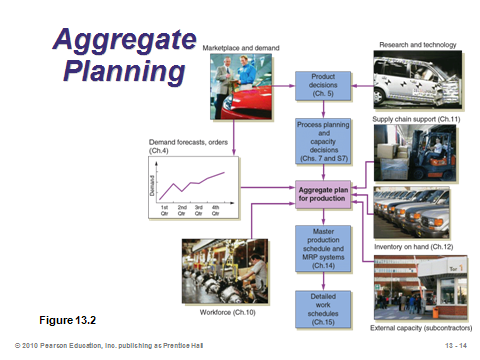 Aggregate
Planning
Marketplace and demand
Research and technology
Product
decisions
(Ch. 5)
Supply chain support (Ch.11)
Process planning
and
capacity
decisions
(Chs. 7 and S7)
Demand forecasts, orders
(Ch.4)
Demand
1st
Qtr
2nd
Qtr
3rd
Qtr
4th
Qtr
Aggregate plan
for production
Inventory on hand (Ch.12)
Master
production
schedule and
MRP systems
(Ch.14)
Workforce (Ch.10)
Detailed
work
schedules
(Ch.15)
External capacity (subcontractors)
Figure 13.2
© 2010 Pearson Education, Inc. publishing as Prentice Hall
13 - 14